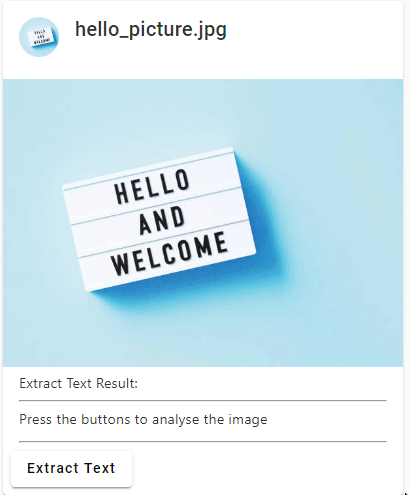 hello_picture.jpg
HELLO
AND
WELCOME
Extract Text Result:
Press the buttons to analyse the image
Extract Text